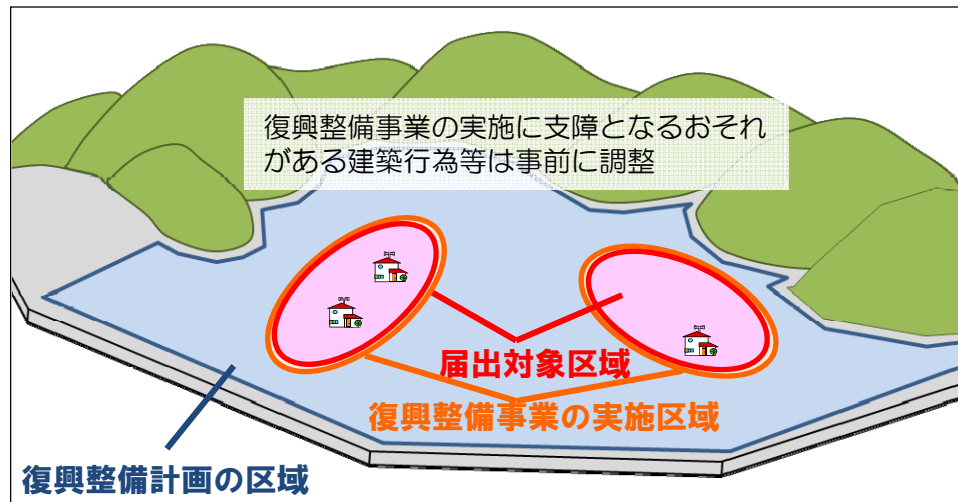 復興整備事業の実施に支障となるおそれ
がある建築行為等は事前に調整
届出対象区域
復興整備事業の実施区域
復興整備計画の区域